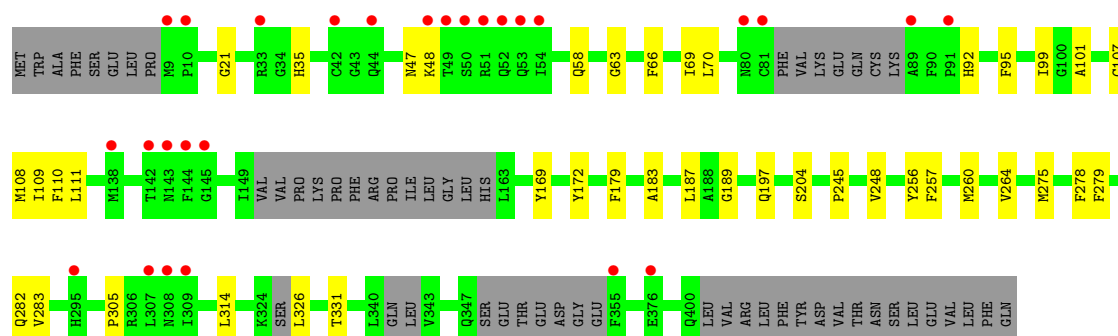 MET TRP ALA PHE SER GLU LEU PRO M9 P10 G21 R33 G34 H35 C42 G43 Q44 N47 K48 T49 S50 R51 Q52 Q53 I54 Q58 G63 F66 I69 L70 N80 C81 PHE VAL LYS GLU GLN CYS LYS A89 F90 P91 H92 F95 I99 G100 A101
M108 I109 F110 L111 M138 T142 N143 F144 G145 I149 VAL VAL PRO LYS PRO PHE ARG PRO ILE LEU GLY LEU HIS L163 Y169 Y172 F179 A183 L187 A188 G189 Q197 S204 P245 V248 Y256 F257 M260 V264 M275 F278 F279
Q282 V283 H295 P305 R306 L307 N308 I309 L314 K324 SER L326 T331 L340 GLN LEU V343 Q347 SER GLU THR GLU ASP GLY GLU F355 E376 Q400 LEU VAL ARG LEU PHE TYR ASP VAL THR ASN SER LEU GLU VAL LEU PHE GLN